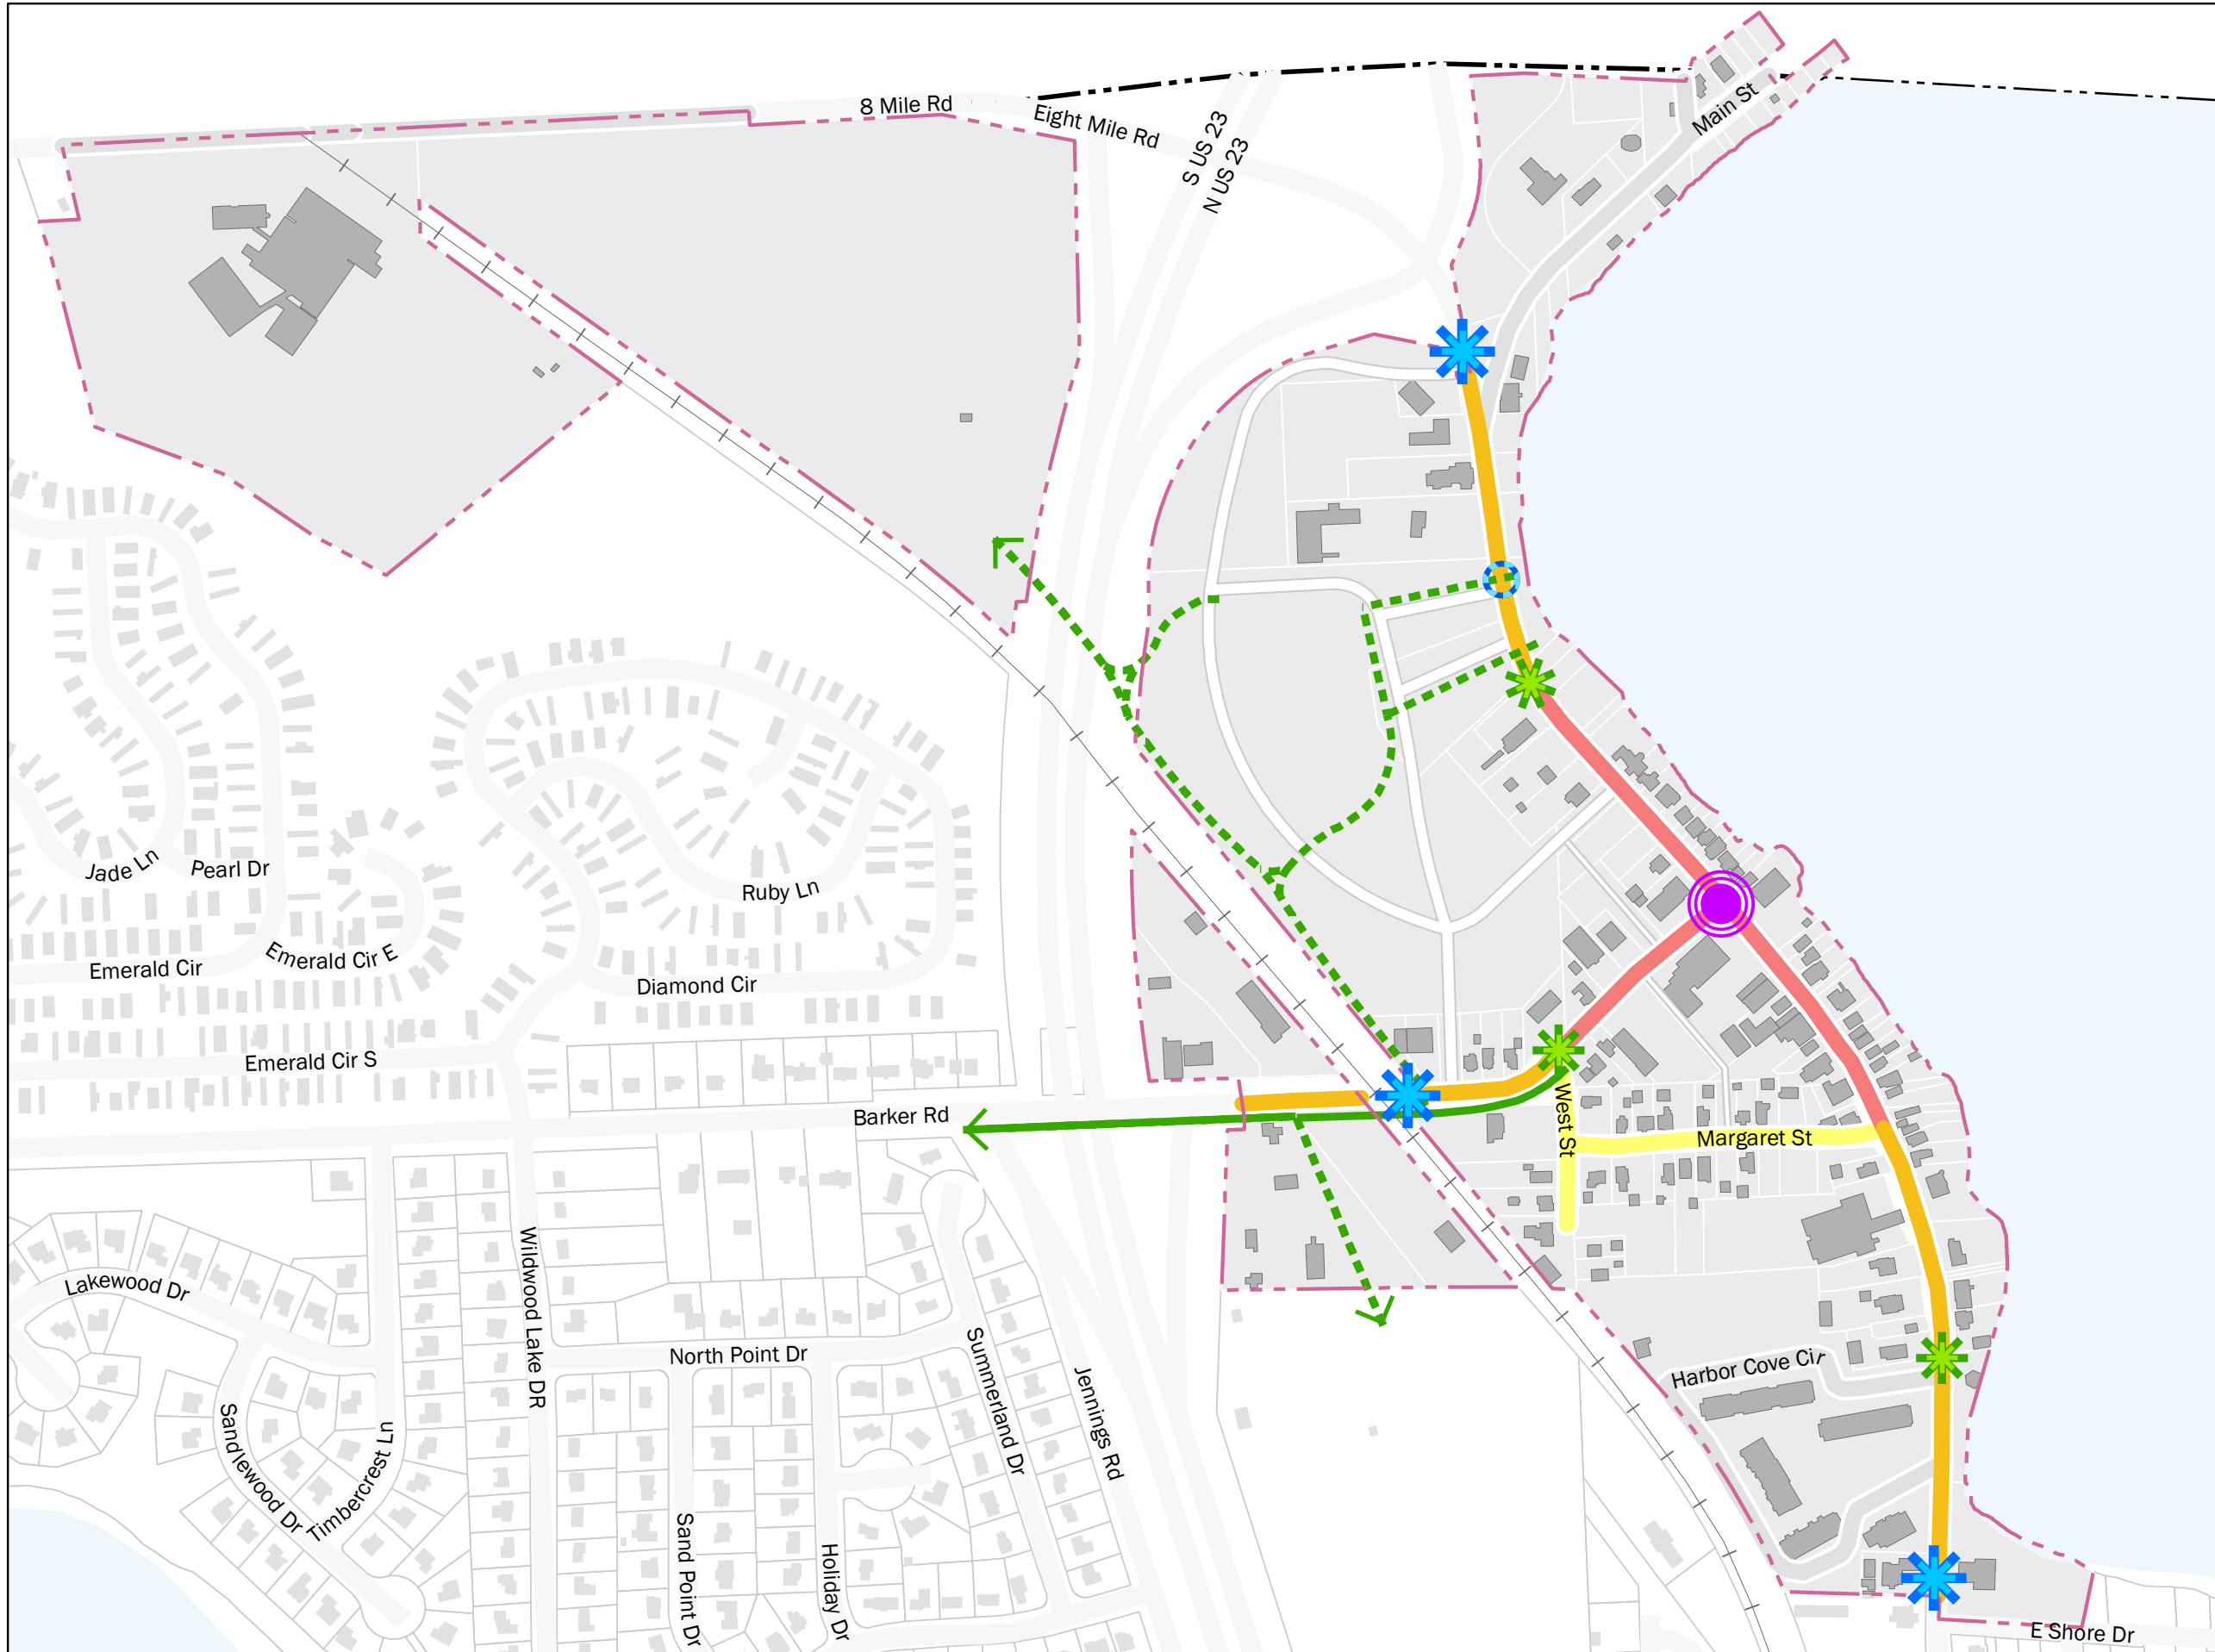 8 Mile Rd
Eight Mile Rd
S US 23
N US 23
Main St
Jade Ln
Pearl Dr
Ruby Ln
Emerald Cir
Emerald Cir E
Diamond Cir
Emerald Cir S
Barker Rd
West St
Margaret St
Lakewood Dr
Wildwood Lake DR
North Point Dr
Summerland Dr
Jennings Rd
Harbor Cove Cir
Sandlewood Dr
Timbercrest Ln
Sand Point Dr
Holiday Dr
E Shore Dr